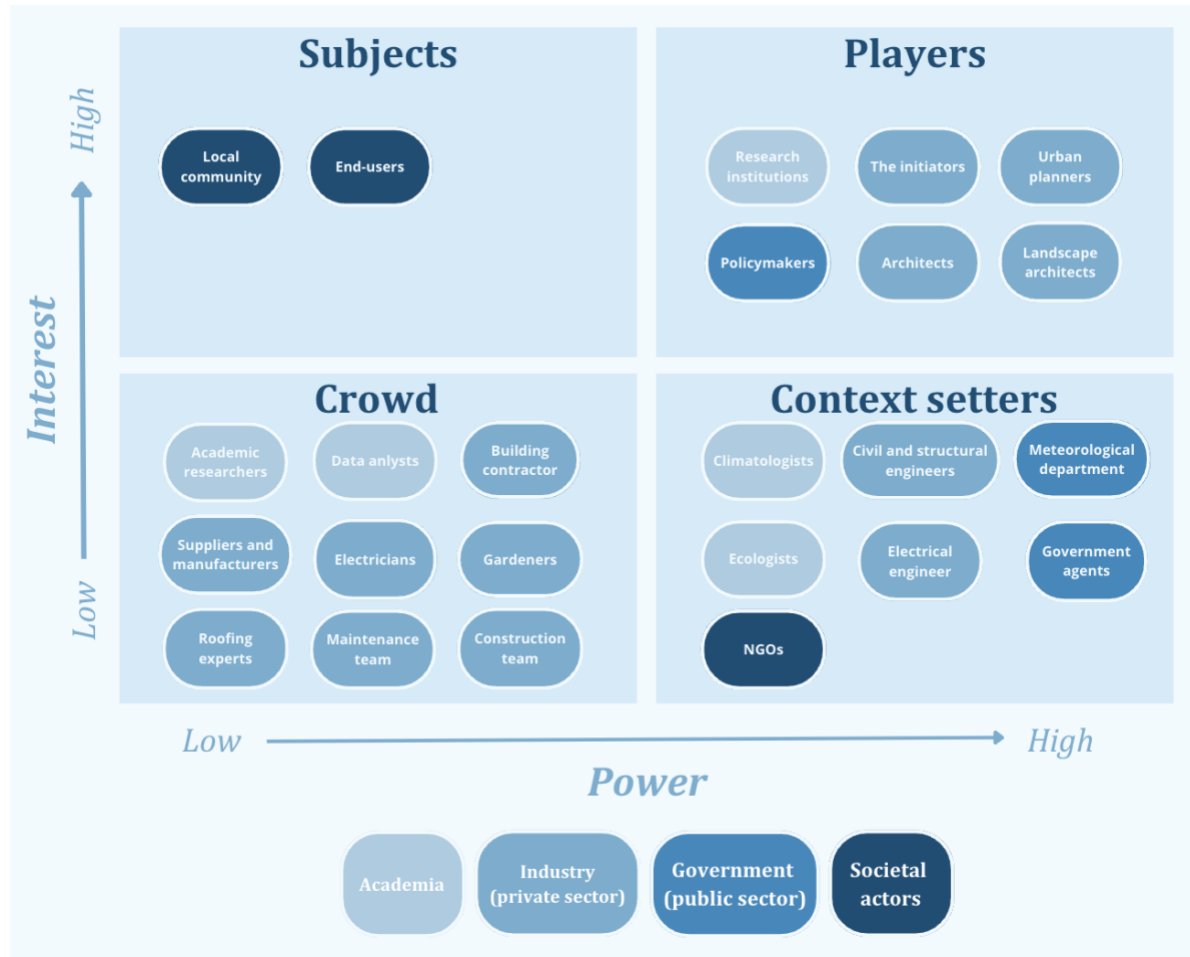 Subjects
Players
High
Local
community
End-users
Research
institutions
The initiators
Urban
planners
Policymakers
Architects
Landscape
architects
Interest
Crowd
Context setters
Academic
researchers
Data anlysts
Building
contractor
Climatologists
Civil and structural
engineers
Meteorological
department
Suppliers and
manufacturers
Electricians
Gardeners
Ecologists
Electrical
engineer
Government
agents
Low
Roofing
experts
Maintenance
team
Construction
team
NGOs
Low
High
Power
Academia
Industry
(private sector)
Government
(public sector)
Societal
actors